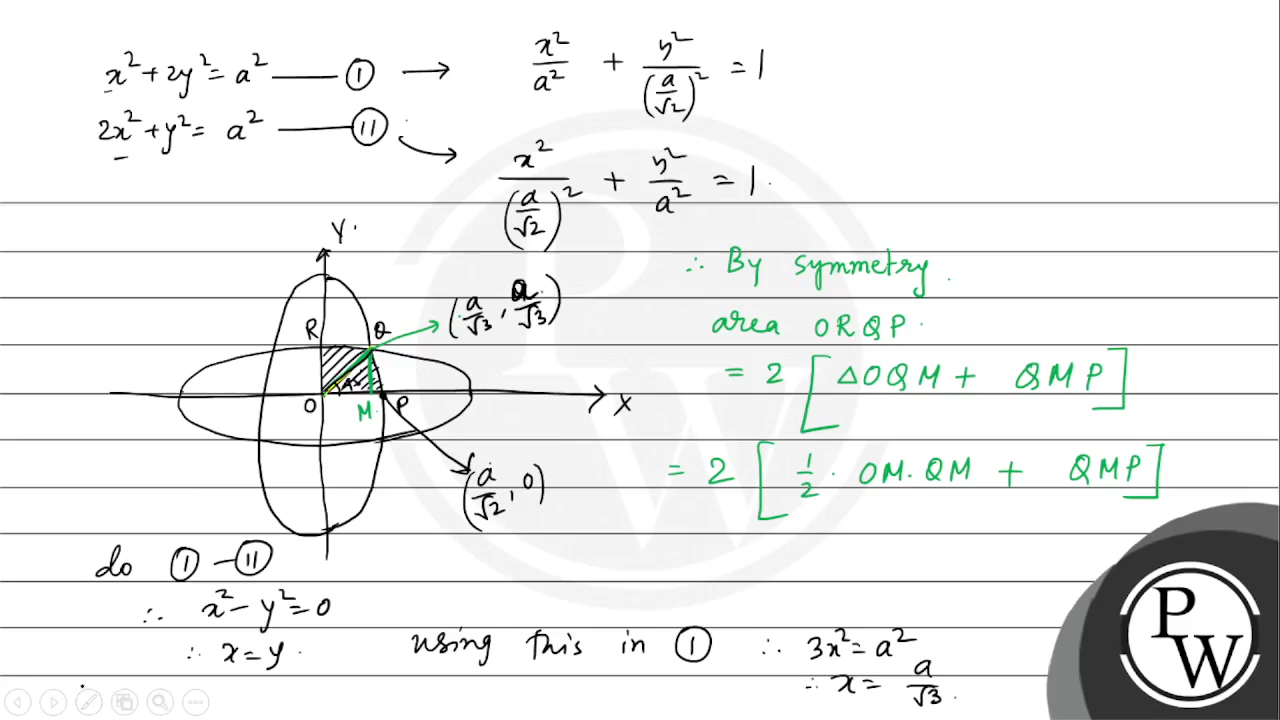 x² + 2y² = a² —— Ⓘ → x²/a² + y²/(a/√2)² = 1
2x² + y² = a² —— ⓘⓘ → x²/(a/√2)² + y²/a² = 1.
Y
(a/√3, a/√3)
R Q
O M P
X
(a/√2, 0)
∴ By symmetry
area ORQP.
= 2 [ΔOQM + QMP]
= 2 [1/2 · OM · QM + QMP]
do Ⓘ - ⓘⓘ
∴ x² - y² = 0
∴ x = y. using this in Ⓘ ∴ 3x² = a²
∴ x = a/√3.
PW
PW